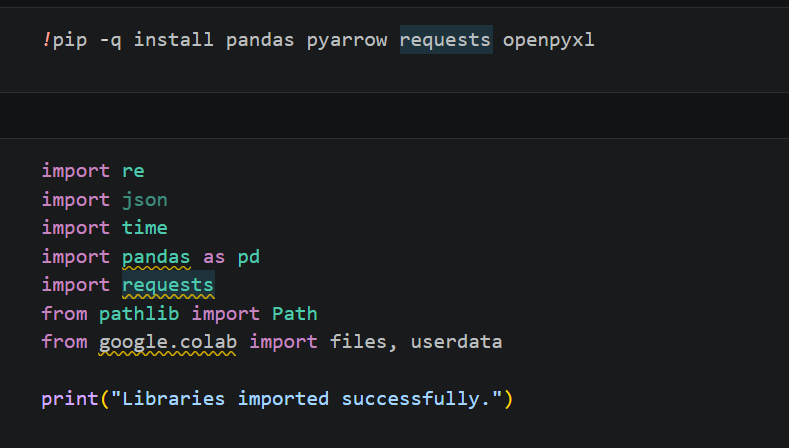 !pip -q install pandas pyarrow requests openpyxl
import re
import json
import time
import pandas as pd
import requests
from pathlib import Path
from google.colab import files, userdata
print("Libraries imported successfully.")